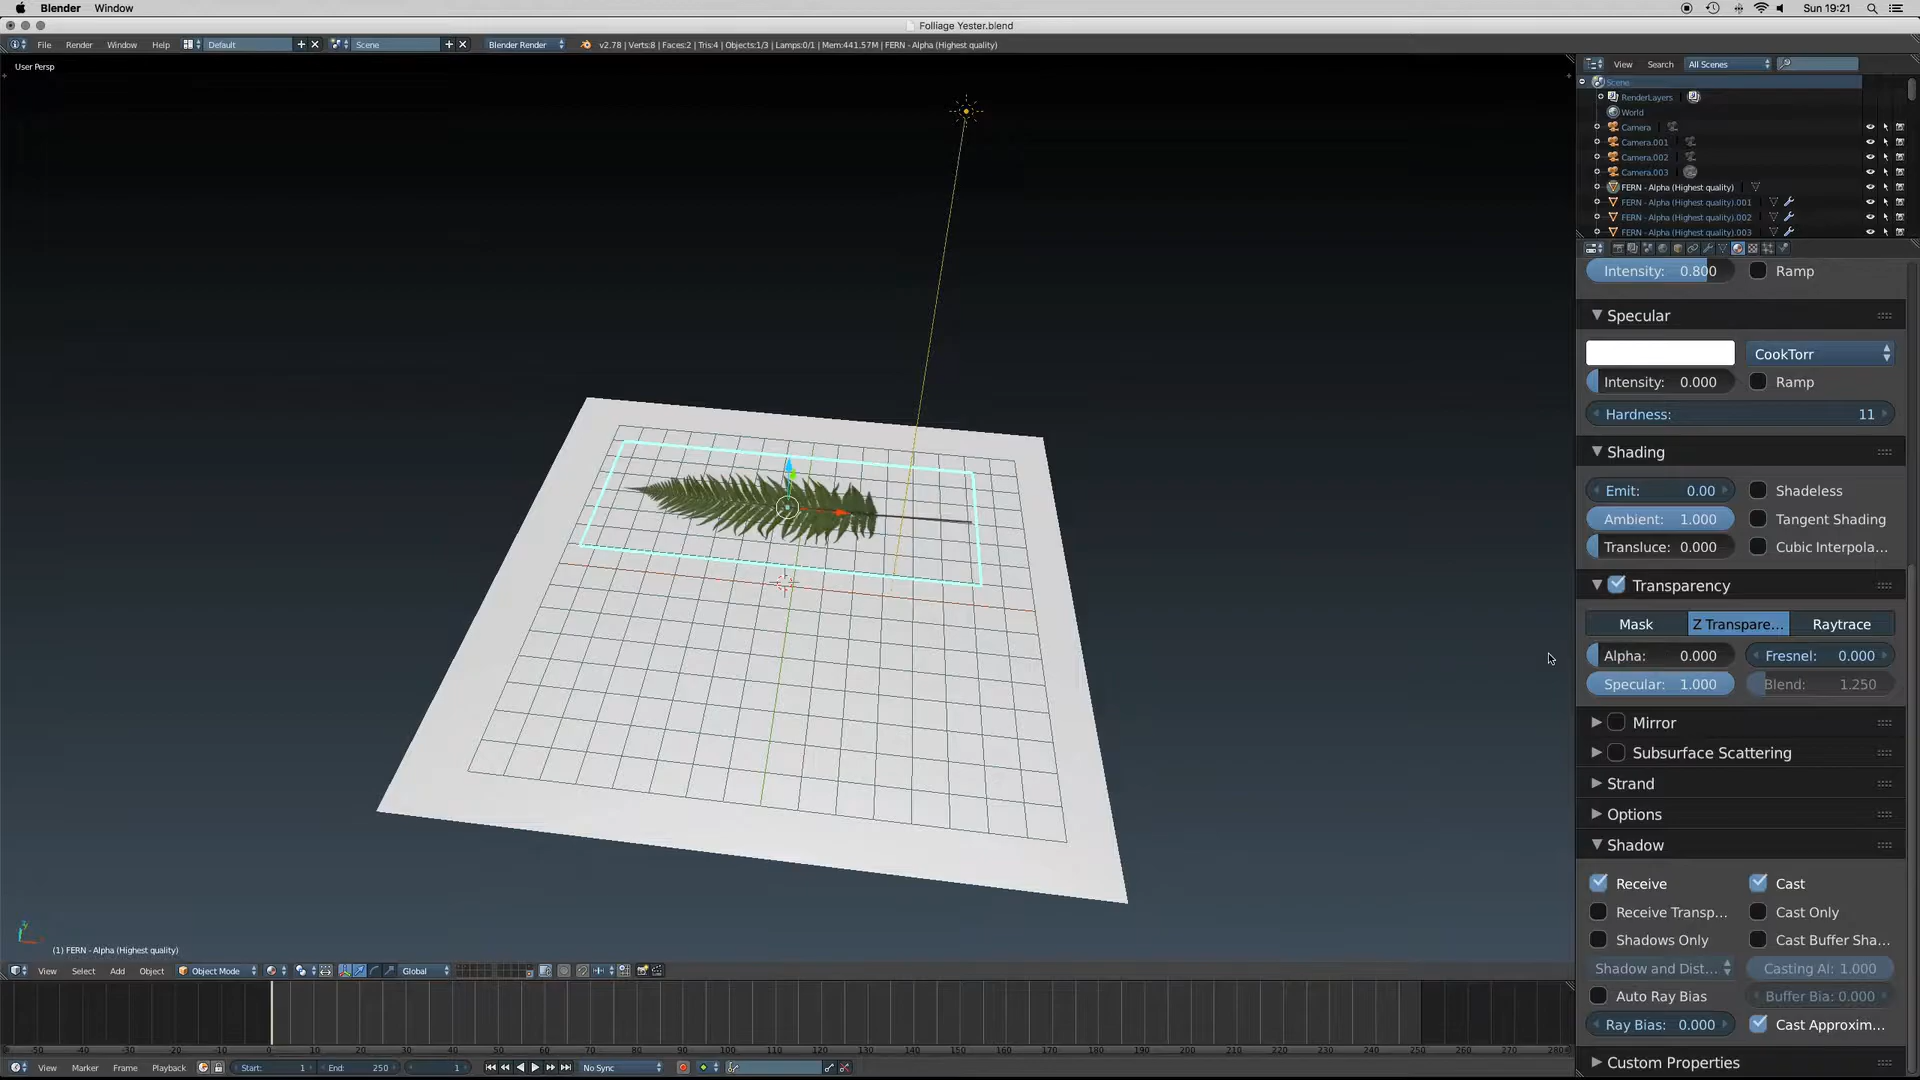 Blender Window Sun 19:21
Folliage Yester.blend
File Render Window Help Default Scene Blender Render v2.78 | Verts:8 | Faces:2 | Tris:4 | Objects:1/3 | Lamps:0/1 | Mem:441.57M | FERN - Alpha (Highest quality)
User Persp
View Search All Scenes
Scene
RenderLayers
World
Camera
Camera.001
Camera.002
Camera.003
FERN - Alpha (Highest quality)
FERN - Alpha (Highest quality).001
FERN - Alpha (Highest quality).002
FERN - Alpha (Highest quality).003
Intensity: 0.800 Ramp
Specular
CookTorr
Intensity: 0.000 Ramp
Hardness: 11
Shading
Emit: 0.00 Shadeless
Ambient: 1.000 Tangent Shading
Transluce: 0.000 Cubic Interpola...
Transparency
Mask Z Transpare... Raytrace
Alpha: 0.000 Fresnel: 0.000
Specular: 1.000 Blend: 1.250
Mirror
Subsurface Scattering
Strand
Options
Shadow
Receive Cast
Receive Transp... Cast Only
Shadows Only Cast Buffer Sha...
Shadow and Dist... Casting Al: 1.000
Auto Ray Bias Buffer Bia: 0.000
Ray Bias: 0.000 Cast Approxim...
Custom Properties
(1) FERN - Alpha (Highest quality)
View Select Add Object Object Mode Global
-50 -40 -30 -20 -10 0 10 20 30 40 50 60 70 80 90 100 110 120 130 140 150 160 170 180 190 200 210 220 230 240 250 260 270 280
View Marker Frame Playback Start: 1 End: 250 1 No Sync